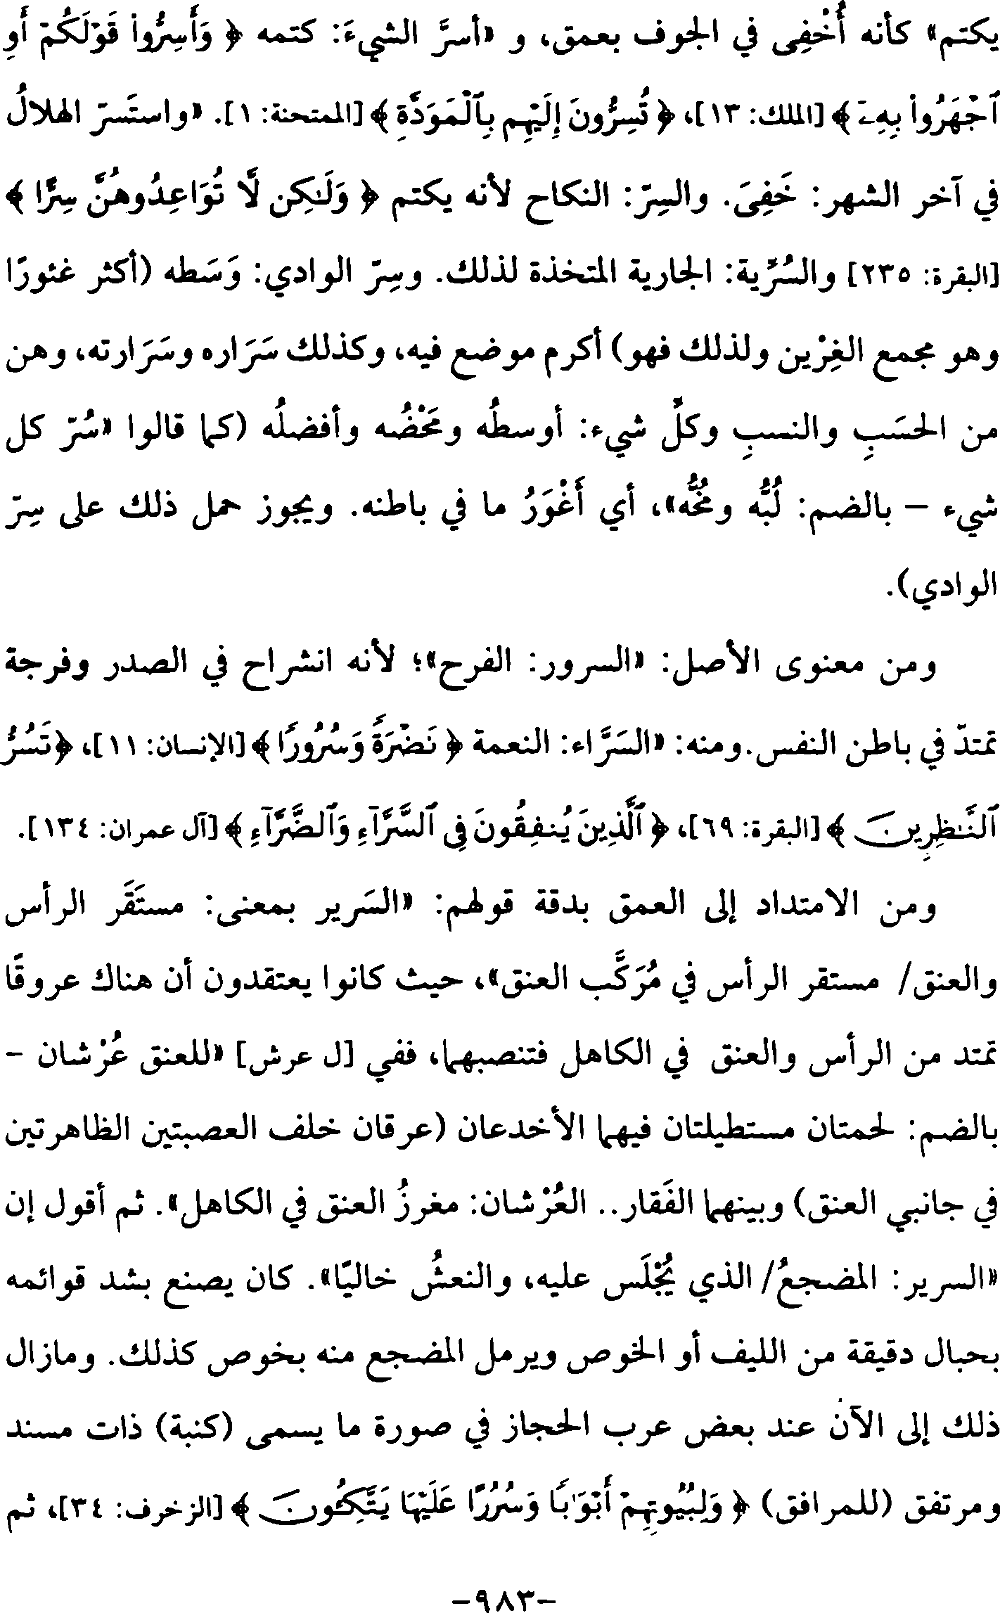 يكتم» كأنه أُخْفِى في الجوف بعمق، و «أسرَّ الشيءَ: كتمه ﴿ وَأَسِرُّواْ قَوْلَكُمْ أَوِ
ٱجْهَرُواْ بِهِۦٓ ﴾ [الملك: ١٣]، ﴿ تُسِرُّونَ إِلَيْهِم بِٱلْمَوَدَّةِ ﴾ [الممتحنة: ١]. «واستَسرّ الهلالُ
في آخر الشهر: خَفِىَ. والسِرّ: النكاح لأنه يكتم ﴿ وَلَـٰكِن لَّا تُوَاعِدُوهُنَّ سِرًّا ﴾
[البقرة: ٢٣٥] والسُرِّية: الجارية المتخذة لذلك. وسِرّ الوادي: وَسَطه (أكثر غئورًا
وهو مجمع الغِرْين ولذلك فهو) أكرم موضع فيه، وكذلك سَرَاره وسَرَارته، وهن
من الحسَبِ والنسبِ وكلِّ شيء: أوسطُه ومَحْضُه وأفضلُه (كما قالوا «سُرّ كل
شيء – بالضم: لُبُّه ومُخُّه»، أي أَغْوَرُ ما في باطنه. ويجوز حمل ذلك على سِرّ
الوادي).
ومن معنوى الأصل: «السرور: الفرح»؛ لأنه انشراح في الصدر وفرجة
تمتدّ في باطن النفس. ومنه: «السَرَّاء: النعمة ﴿ نَضْرَةً وَسُرُورًا ﴾ [الإنسان: ١١]، ﴿ تَسُرُّ
ٱلنَّـٰظِرِينَ ﴾ [البقرة: ٦٩]، ﴿ ٱلَّذِينَ يُنفِقُونَ فِى ٱلسَّرَّآءِ وَٱلضَّرَّآءِ ﴾ [آل عمران: ١٣٤].
ومن الامتداد إلى العمق بدقة قولهم: «السَرير بمعنى: مستَقَر الرأس
والعنق/ مستقر الرأس في مُرَكَّب العنق»، حيث كانوا يعتقدون أن هناك عروقًا
تمتد من الرأس والعنق في الكاهل فتنصبهما، ففي [ل عرش] «للعنق عُرْشان –
بالضم: لحمتان مستطيلتان فيهما الأخدعان (عرقان خلف العصبتين الظاهرتين
في جانبي العنق) وبينهما الفَقار.. العُرْشان: مغرزُ العنق في الكاهل». ثم أقول إن
«السرير: المضجعُ/ الذي يُجْلَس عليه، والنعشُ خاليًا». كان يصنع بشد قوائمه
بحبال دقيقة من الليف أو الخوص ويرمل المضجع منه بخوص كذلك. ومازال
ذلك إلى الآن عند بعض عرب الحجاز في صورة ما يسمى (كنبة) ذات مسند
ومرتفق (للمرافق) ﴿ وَلِبُيُوتِهِمْ أَبْوَٰبًا وَسُرُرًا عَلَيْهَا يَتَّكِـُٔونَ ﴾ [الزخرف: ٣٤]، ثم
-٩٨٣-